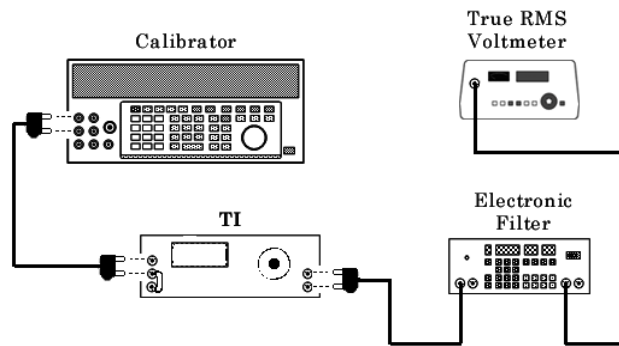 Calibrator
True RMS
Voltmeter
TI
Electronic
Filter